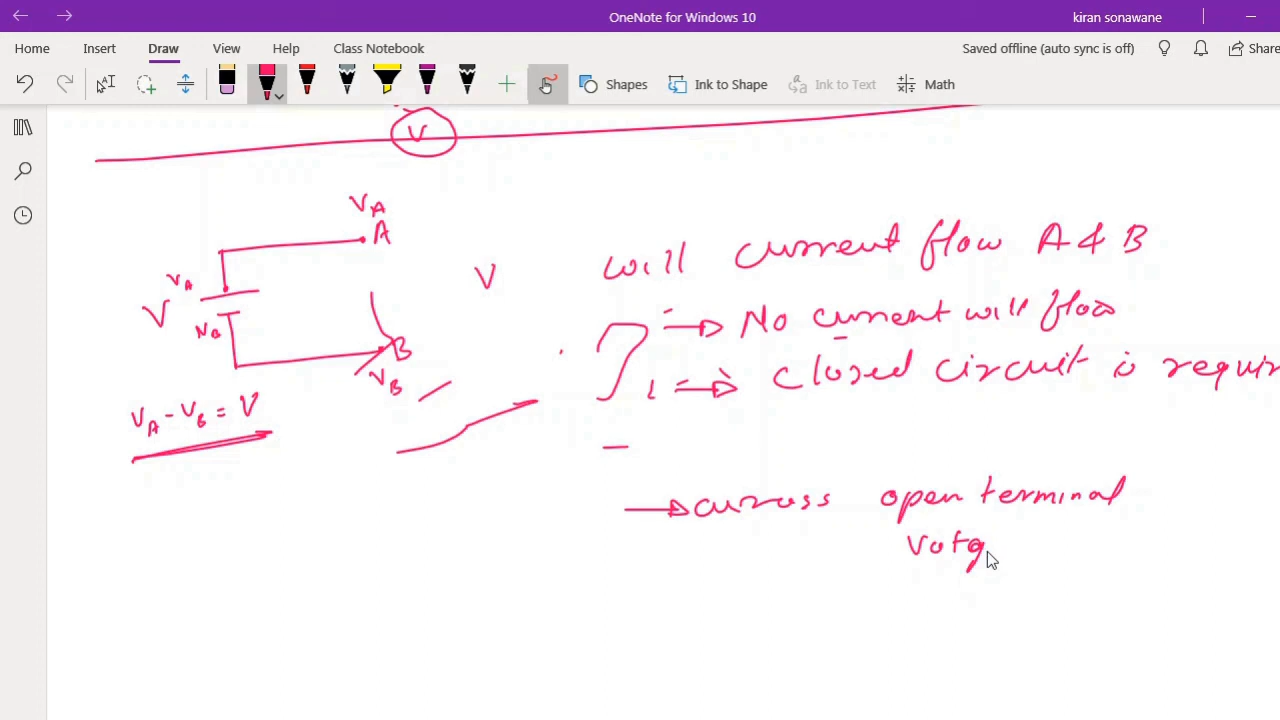 OneNote for Windows 10
kiran sonawane
Home Insert Draw View Help Class Notebook
Saved offline (auto sync is off)
Share
Shapes
Ink to Shape
Ink to Text
Math
V
VA
A
VA
V
VB
B
VB
VA - VB = V
V
will current flow A & B
No current will flow
closed circuit is requir
across open terminal
votg